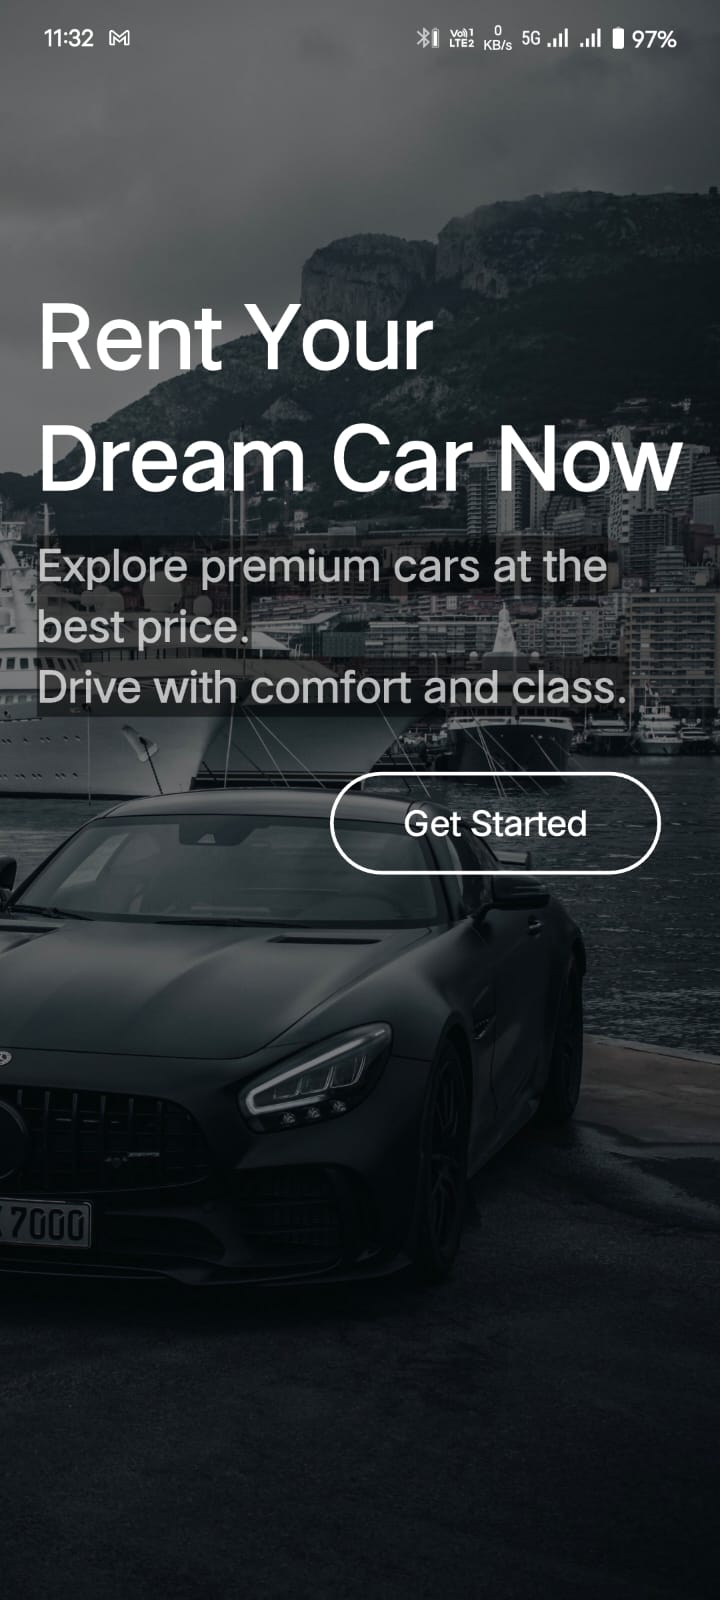 11:32
Vo)) 1
LTE2
0
KB/s
5G
97%
Rent Your
Dream Car Now
Explore premium cars at the
best price.
Drive with comfort and class.
Get Started
7000